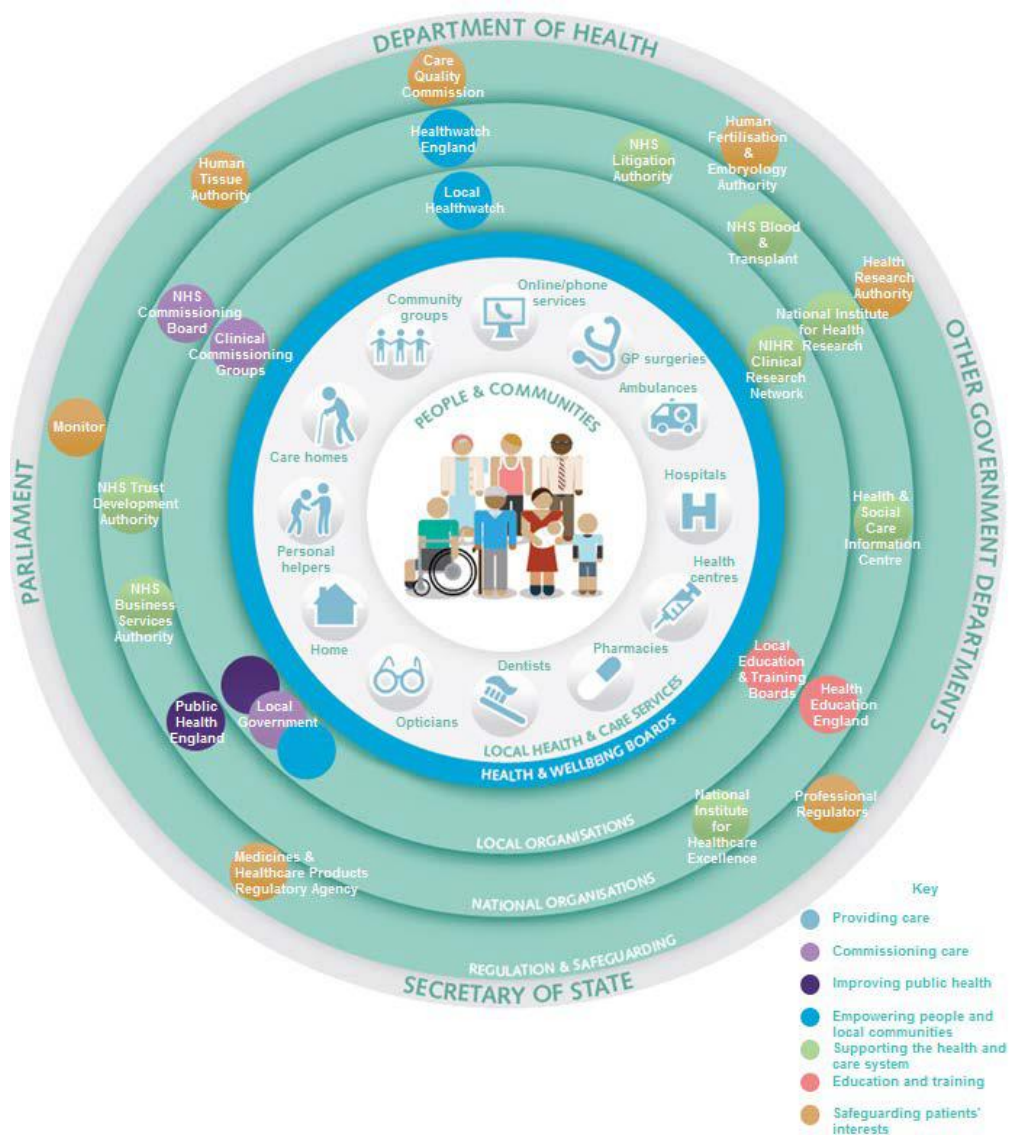 DEPARTMENT OF HEALTH
Care
Quality
Commission
Healthwatch
England
Local
Healthwatch
Human
Tissue
Authority
NHS
Litigation
Authority
Human
Fertilisation
&
Embryology
Authority
NHS Blood
&
Transplant
Health
Research
Authority
National Institute
for Health
Research
NIHR
Clinical
Research
Network
NHS
Commissioning
Board
Clinical
Commissioning
Groups
Monitor
NHS Trust
Development
Authority
NHS
Business
Services
Authority
PARLIAMENT
OTHER GOVERNMENT DEPARTMENTS
Community
groups
Online/phone
services
GP surgeries
Ambulances
Hospitals
Health
centres
Pharmacies
Dentists
Opticians
Home
Personal
helpers
Care homes
PEOPLE & COMMUNITIES
Health &
Social
Care
Information
Centre
Local
Education
& Training
Boards
Health
Education
England
Public
Health
England
Local
Government
LOCAL HEALTH & CARE SERVICES
HEALTH & WELLBEING BOARDS
National
Institute
for
Healthcare
Excellence
Professional
Regulators
Medicines &
Healthcare Products
Regulatory Agency
LOCAL ORGANISATIONS
NATIONAL ORGANISATIONS
REGULATION & SAFEGUARDING
SECRETARY OF STATE
Key
Providing care
Commissioning care
Improving public health
Empowering people and
local communities
Supporting the health and
care system
Education and training
Safeguarding patients'
interests